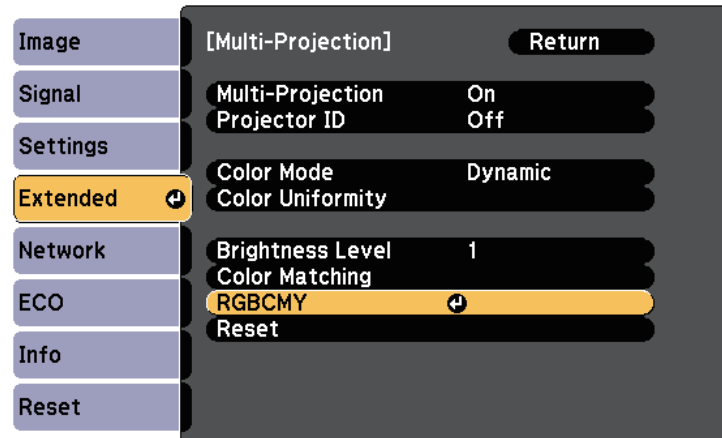 Image
Signal
Settings
Extended
Network
ECO
Info
Reset
[Multi-Projection] Return
Multi-Projection On
Projector ID Off
Color Mode Dynamic
Color Uniformity
Brightness Level 1
Color Matching
RGBCMY
Reset